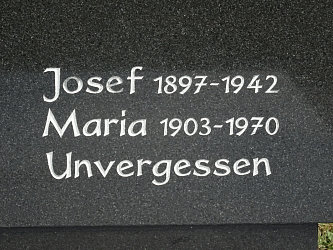 Josef 1897-1942
Maria 1903-1970
Unvergessen